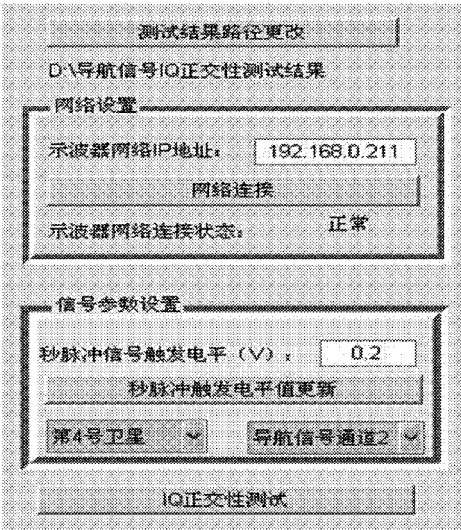 测试结果路径更改
D:\导航信号IQ正交性测试结果
网络设置
示波器网络IP地址： 192.168.0.211
网络连接
示波器网络连接状态： 正常
信号参数设置
秒脉冲信号触发电平（V）： 0.2
秒脉冲触发电平值更新
第4号卫星 导航信号通道2
IQ正交性测试